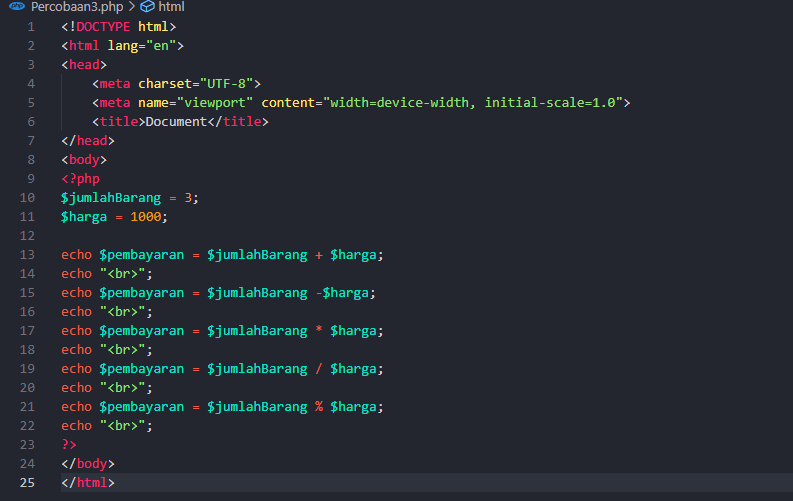 Percobaan3.php > html
1 <!DOCTYPE html>
2 <html lang="en">
3 <head>
4     <meta charset="UTF-8">
5     <meta name="viewport" content="width=device-width, initial-scale=1.0">
6     <title>Document</title>
7 </head>
8 <body>
9 <?php
10 $jumlahBarang = 3;
11 $harga = 1000;
12
13 echo $pembayaran = $jumlahBarang + $harga;
14 echo "<br>";
15 echo $pembayaran = $jumlahBarang -$harga;
16 echo "<br>";
17 echo $pembayaran = $jumlahBarang * $harga;
18 echo "<br>";
19 echo $pembayaran = $jumlahBarang / $harga;
20 echo "<br>";
21 echo $pembayaran = $jumlahBarang % $harga;
22 echo "<br>";
23 ?>
24 </body>
25 </html>